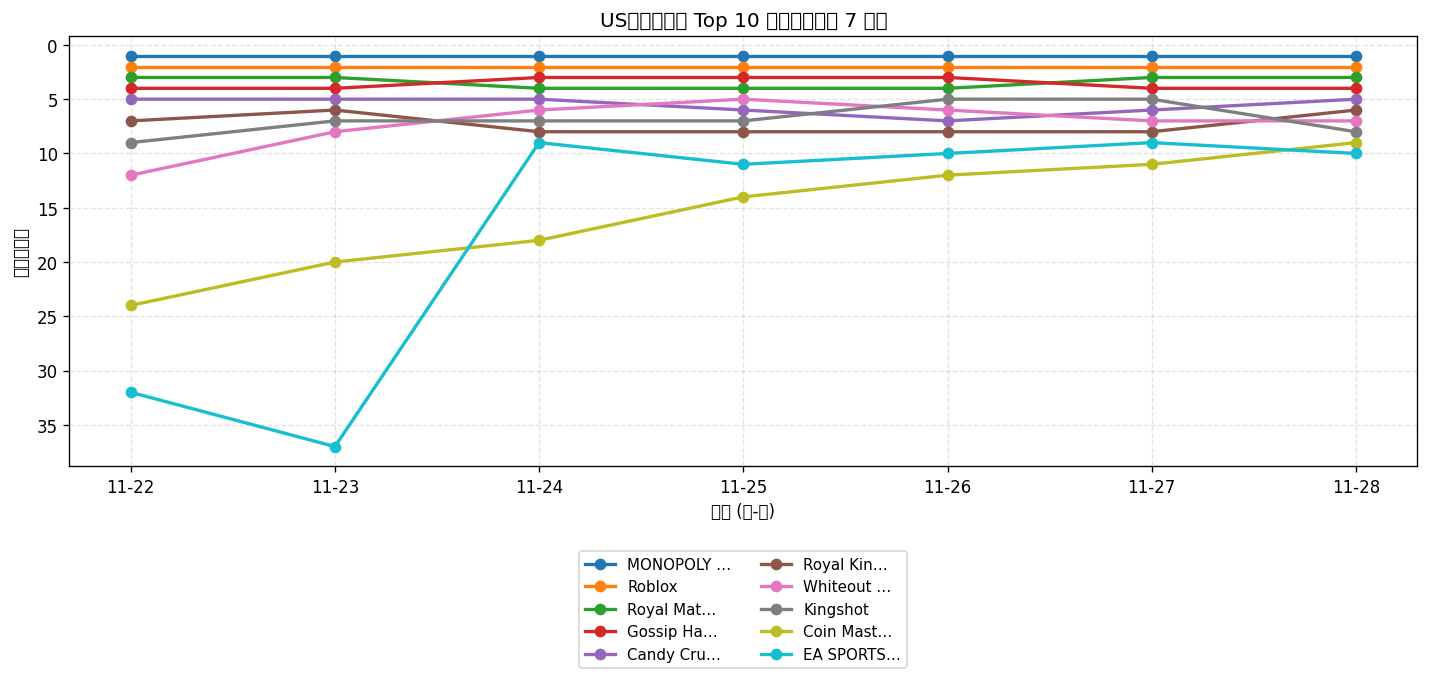 US Top 10 7
0
5
10
15
20
25
30
35
11-22
11-23
11-24
11-25
11-26
11-27
11-28
( - )
MONOPOLY ...
Roblox
Royal Mat...
Gossip Ha...
Candy Cru...
Royal Kin...
Whiteout ...
Kingshot
Coin Mast...
EA SPORTS...